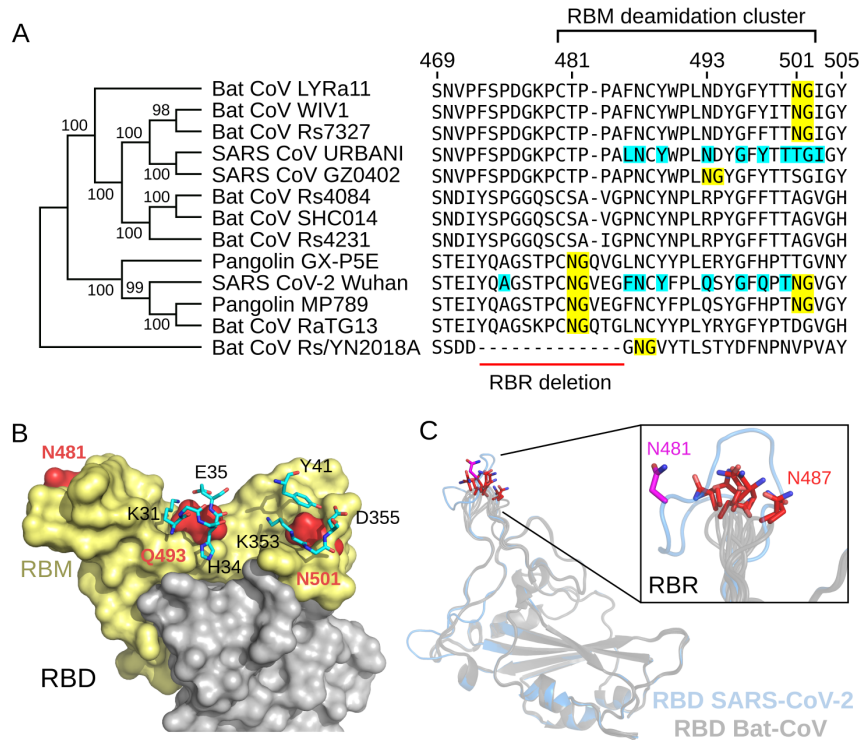 A
RBM deamidation cluster
469 481 493 501 505
Bat CoV LYRa11 SNVPFSPDGKPCTP-PAFNCYWPLNDYGFYTTNGIGY
Bat CoV WIV1 SNVPFSPDGKPCTP-PAFNCYWPLNDYGFYITNGIGY
Bat CoV Rs7327 SNVPFSPDGKPCTP-PAFNCYWPLNDYGFFTTNGIGY
SARS CoV URBANI SNVPFSPDGKPCTP-PALNCYWPLNDYGFYTTTGIGY
SARS CoV GZ0402 SNVPFSPDGKPCTP-PAPNCYWPLNGYGFYTTSGIGY
Bat CoV Rs4084 SNDIYSPGGQSCSA-VGPNCYNPLRPYGFFTTAGVGH
Bat CoV SHC014 SNDIYSPGGQSCSA-VGPNCYNPLRPYGFFTTAGVGH
Bat CoV Rs4231 SNDIYSPGGQSCSA-IGPNCYNPLRPYGFFTTAGVGH
Pangolin GX-P5E STEIYQAGSTPCNGQVGLNCYYPLERYGFHPTTGVNY
SARS CoV-2 Wuhan STEIYQAGSTPCNGVEGFNCYFPLQSYGFQPTNGVGY
Pangolin MP789 STEIYQAGSTPCNGVEGFNCYFPLQSYGFHPTNGVGY
Bat CoV RaTG13 STEIYQAGSKPCNGQTGLNCYYPLYRYGFYPTDGVGH
Bat CoV Rs/YN2018A SSDD-------------GNGVYTLSTYDFNPNVPVAY
98
100
100
100
100
100
100
99
100
100
RBR deletion
B
N481
E35
Y41
K31
D355
K353
Q493
H34
N501
RBM
RBD
C
N481
N487
RBR
RBD SARS-CoV-2
RBD Bat-CoV